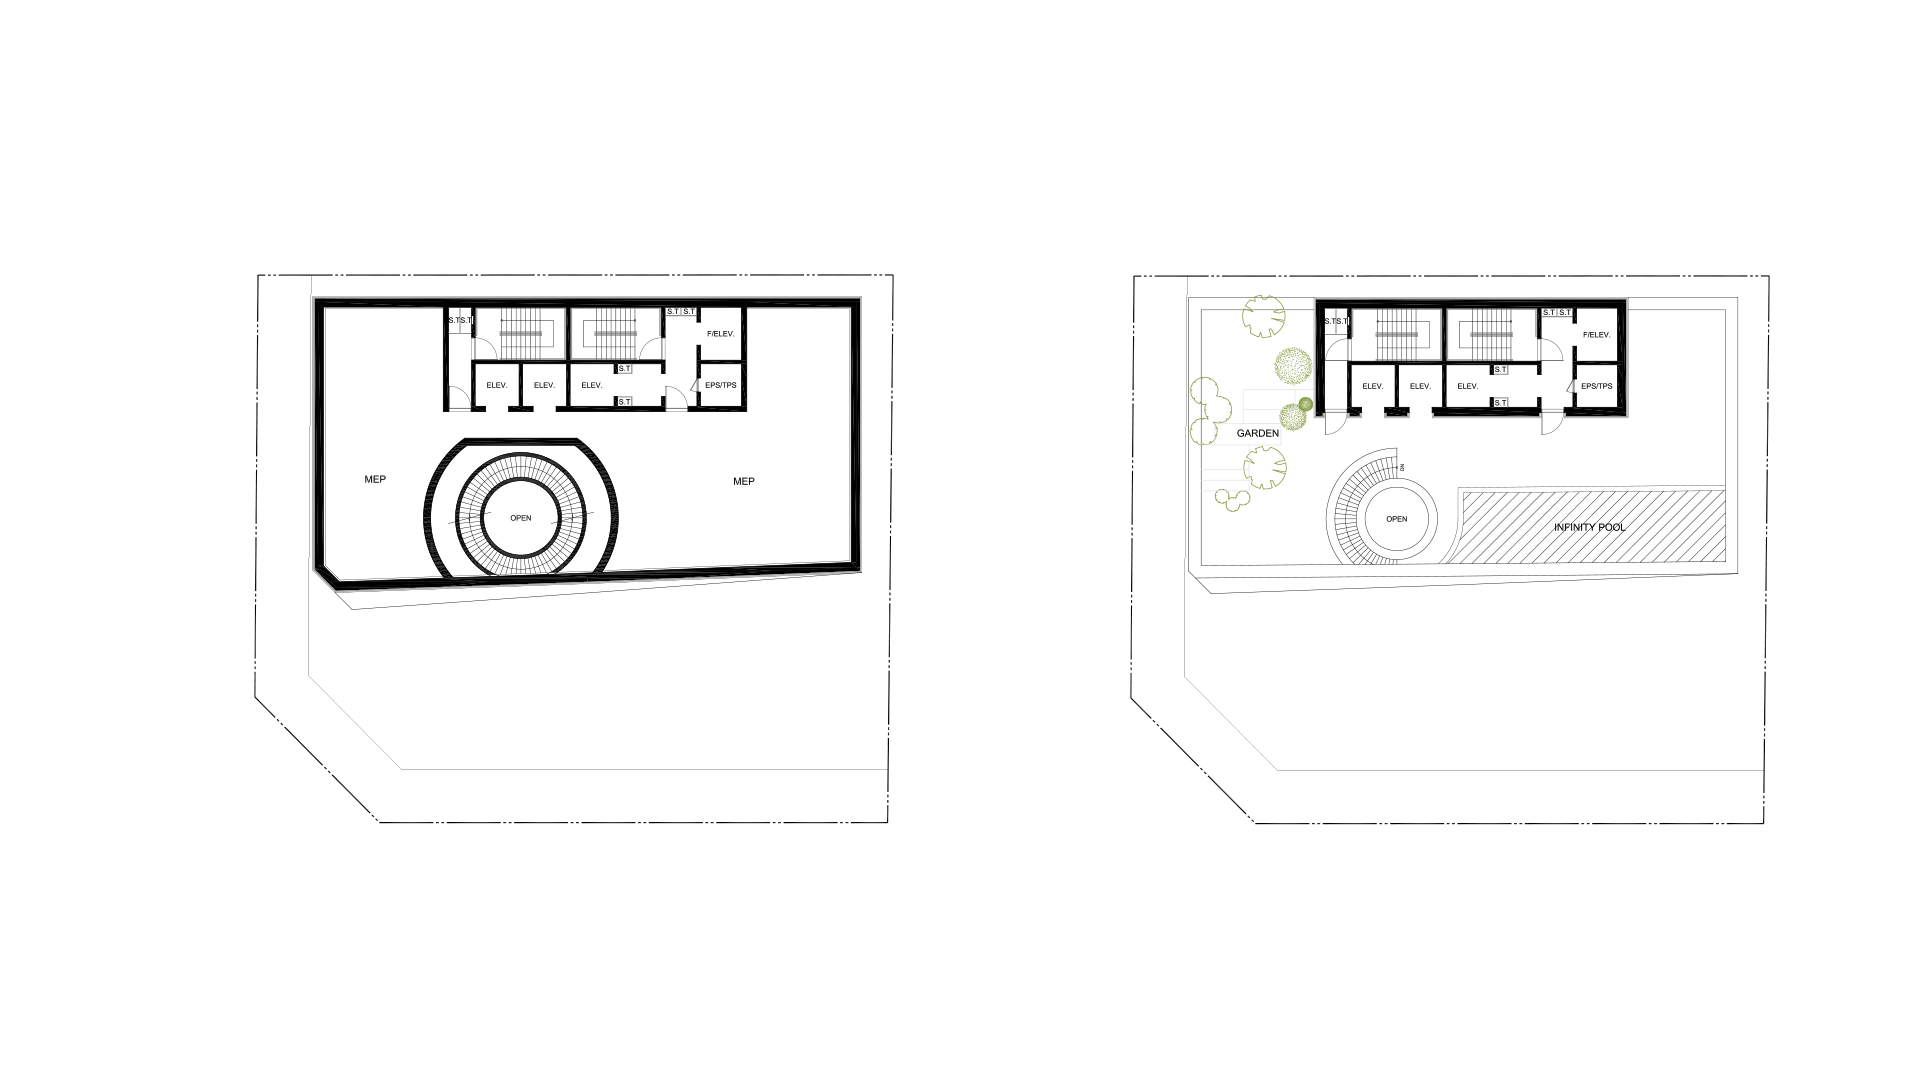 S.T S.T
S.T S.T
F/ELEV.
S.T
ELEV.
ELEV.
ELEV.
EPS/TPS
S.T
MEP
MEP
OPEN
S.T S.T
S.T S.T
F/ELEV.
S.T
ELEV.
ELEV.
ELEV.
EPS/TPS
S.T
GARDEN
DN
OPEN
INFINITY POOL